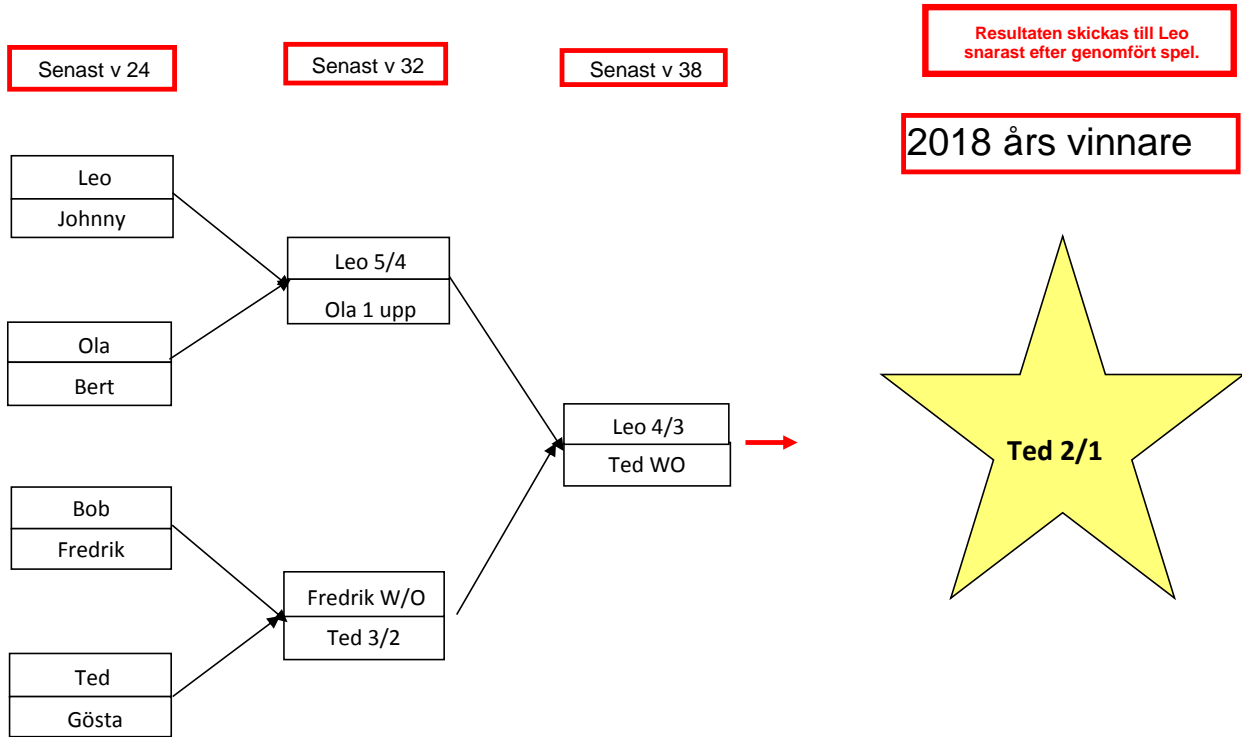 Resultaten skickas till Leo
snarast efter genomfört spel.
Senast v 24
Senast v 32
Senast v 38
2018 års vinnare
Leo
Johnny
Ola
Bert
Bob
Fredrik
Ted
Gösta
Leo 5/4
Ola 1 upp
Fredrik W/O
Ted 3/2
Leo 4/3
Ted WO
Ted 2/1